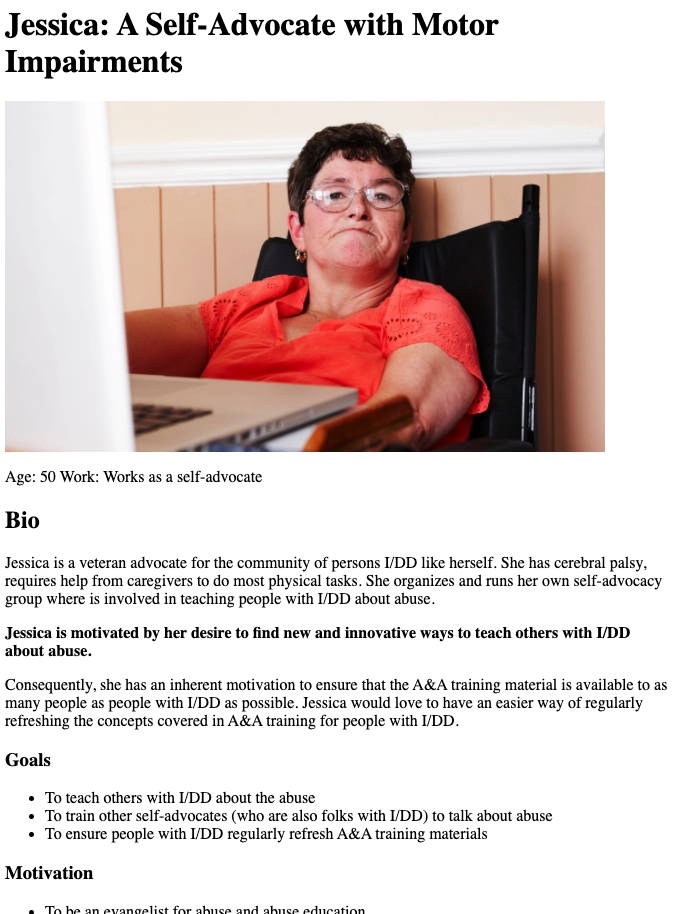 Jessica: A Self-Advocate with Motor
Impairments
Age: 50 Work: Works as a self-advocate
Bio
Jessica is a veteran advocate for the community of persons I/DD like herself. She has cerebral palsy,
requires help from caregivers to do most physical tasks. She organizes and runs her own self-advocacy
group where is involved in teaching people with I/DD about abuse.
Jessica is motivated by her desire to find new and innovative ways to teach others with I/DD
about abuse.
Consequently, she has an inherent motivation to ensure that the A&A training material is available to as
many people as people with I/DD as possible. Jessica would love to have an easier way of regularly
refreshing the concepts covered in A&A training for people with I/DD.
Goals
• To teach others with I/DD about the abuse
• To train other self-advocates (who are also folks with I/DD) to talk about abuse
• To ensure people with I/DD regularly refresh A&A training materials
Motivation
• To be an evangelist for abuse and abuse education